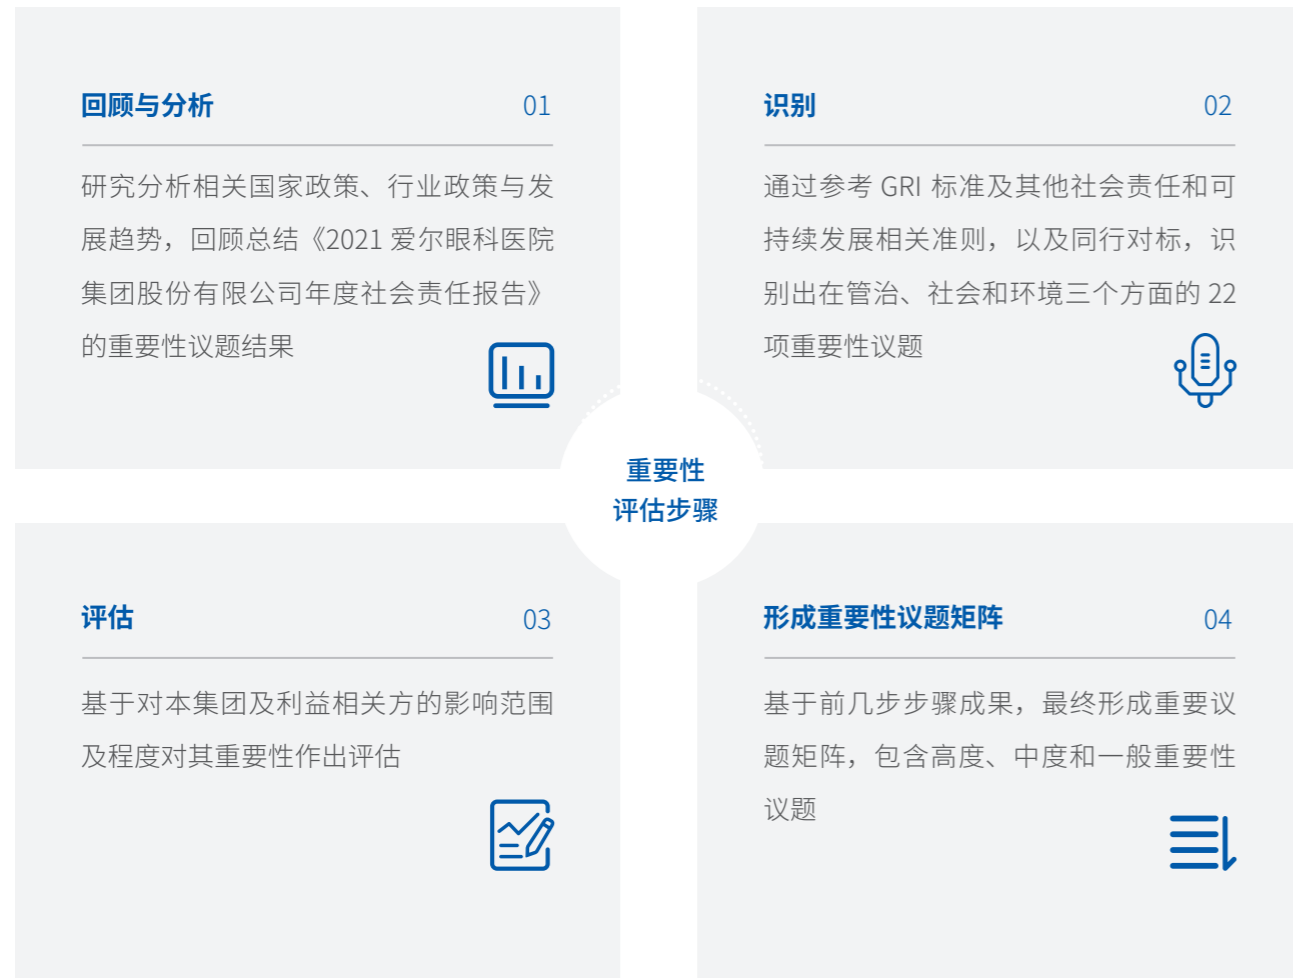 回顾与分析 01
研究分析相关国家政策、行业政策与发
展趋势，回顾总结《2021 爱尔眼科医院
集团股份有限公司年度社会责任报告》
的重要性议题结果
识别 02
通过参考 GRI 标准及其他社会责任和可
持续发展相关准则，以及同行对标，识
别出在管治、社会和环境三个方面的 22
项重要性议题
重要性
评估步骤
评估 03
基于对本集团及利益相关方的影响范围
及程度对其重要性作出评估
形成重要性议题矩阵 04
基于前几步步骤成果，最终形成重要议
题矩阵，包含高度、中度和一般重要性
议题